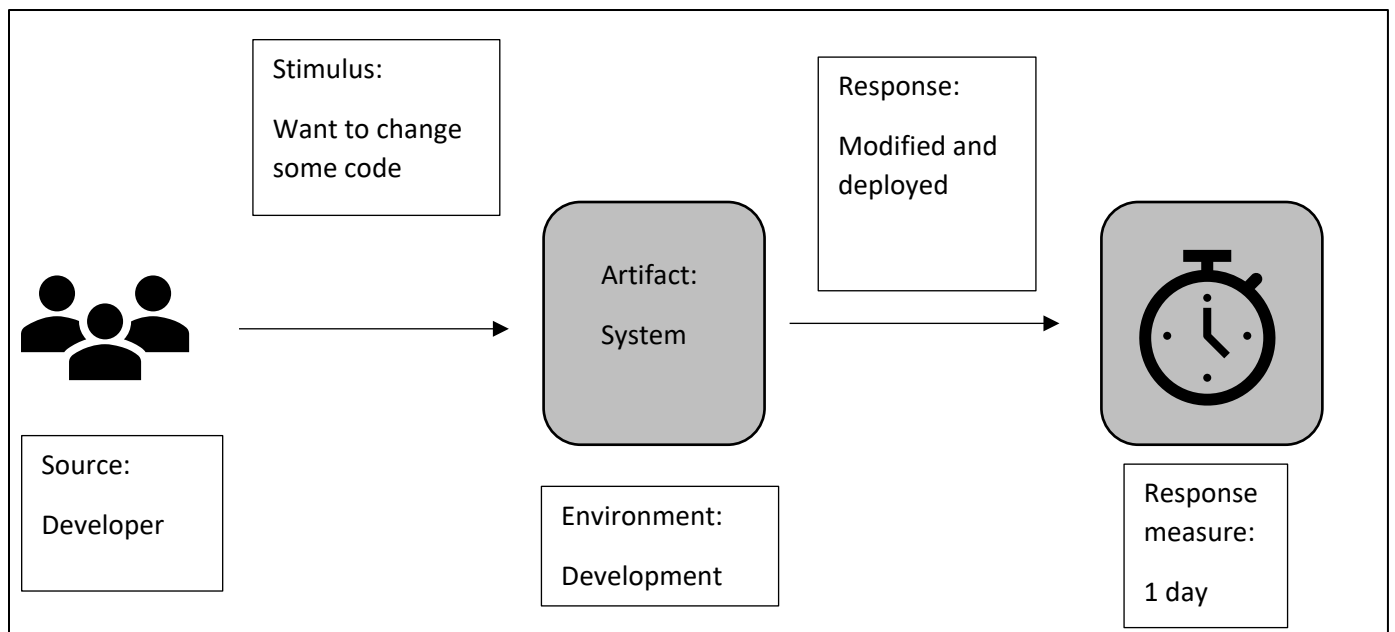 Stimulus:
Want to change
some code
Response:
Modified and
deployed
Artifact:
System
Source:
Developer
Environment:
Development
Response
measure:
1 day